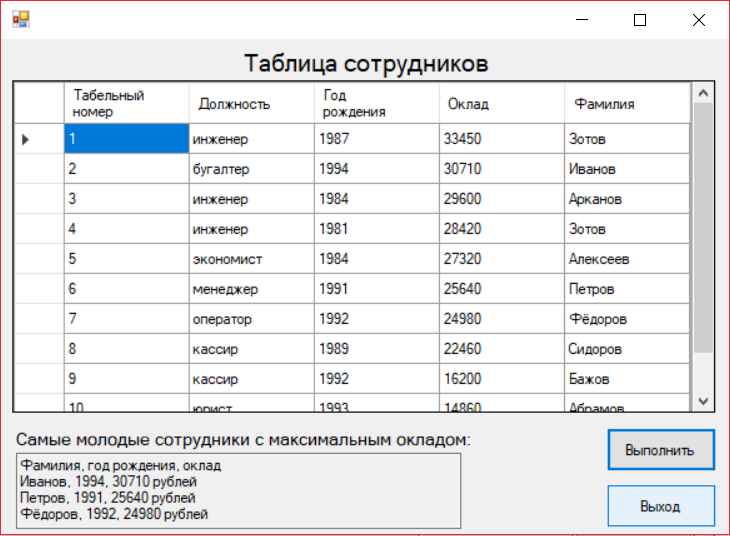 Таблица сотрудников
Табельный номер Должность Год рождения Оклад Фамилия
1 инженер 1987 33450 Зотов
2 бугалтер 1994 30710 Иванов
3 инженер 1984 29600 Арканов
4 инженер 1981 28420 Зотов
5 экономист 1984 27320 Алексеев
6 менеджер 1991 25640 Петров
7 оператор 1992 24980 Фёдоров
8 кассир 1989 22460 Сидоров
9 кассир 1992 16200 Бажов
10 юрист 1993 14860 Абрамов
Самые молодые сотрудники с максимальным окладом:
Фамилия, год рождения, оклад
Иванов, 1994, 30710 рублей
Петров, 1991, 25640 рублей
Фёдоров, 1992, 24980 рублей
Выполнить
Выход